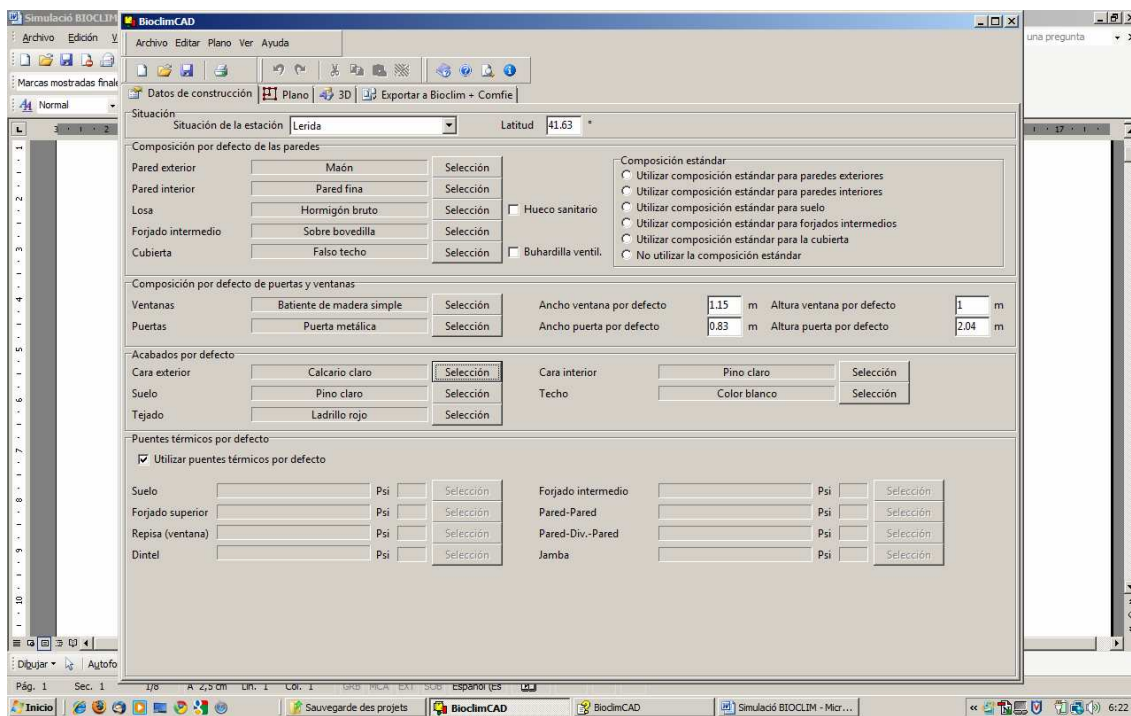 Simulació BIOCLIM
BioclimCAD
Archivo Edición V
Archivo Editar Plano Ver Ayuda
una pregunta
Marcas mostradas finale
Normal
Datos de construcción Plano 3D Exportar a Bioclim + Comfie
Situación
Situación de la estación Lerida Latitud 41.63 °
Composición por defecto de las paredes
Pared exterior Maón Selección
Pared interior Pared fina Selección
Losa Hormigón bruto Selección Hueco sanitario
Forjado intermedio Sobre bovedilla Selección
Cubierta Falso techo Selección Buhardilla ventil.
Composición estándar
Utilizar composición estándar para paredes exteriores
Utilizar composición estándar para paredes interiores
Utilizar composición estándar para suelo
Utilizar composición estándar para forjados intermedios
Utilizar composición estándar para la cubierta
No utilizar la composición estándar
Composición por defecto de puertas y ventanas
Ventanas Batiente de madera simple Selección Ancho ventana por defecto 1.15 m Altura ventana por defecto 1 m
Puertas Puerta metálica Selección Ancho puerta por defecto 0.83 m Altura puerta por defecto 2.04 m
Acabados por defecto
Cara exterior Calcario claro Selección Cara interior Pino claro Selección
Suelo Pino claro Selección Techo Color blanco Selección
Tejado Ladrillo rojo Selección
Puentes térmicos por defecto
Utilizar puentes térmicos por defecto
Suelo Psi Selección Forjado intermedio Psi Selección
Forjado superior Psi Selección Pared-Pared Psi Selección
Repisa (ventana) Psi Selección Pared-Div.-Pared Psi Selección
Dintel Psi Selección Jamba Psi Selección
Dibujar Autofo
Pág. 1 Sec. 1 1/8 A 2,5 cm Lín. 1 Col. 1 GRB MCA EXT SOB Español (Es
Inicio Sauvegarde des projets BioclimCAD BioclimCAD Simulació BIOCLIM - Micr... 6:22